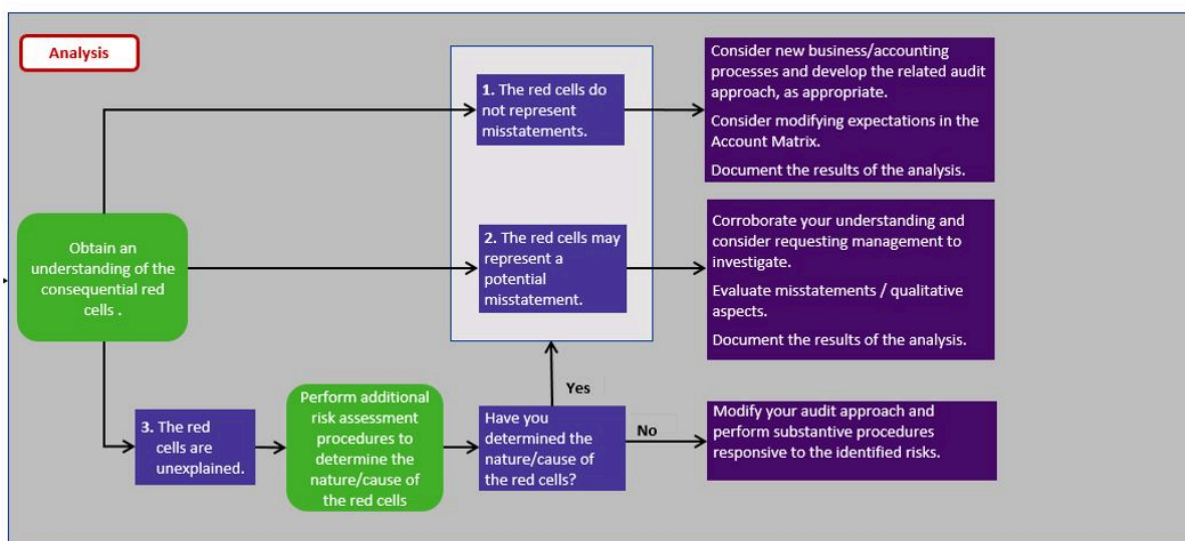 Analysis
1. The red cells do
not represent
misstatements.
Consider new business/accounting
processes and develop the related audit
approach, as appropriate.
Consider modifying expectations in the
Account Matrix.
Document the results of the analysis.
Obtain an
understanding of the
consequential red
cells .
2. The red cells may
represent a
potential
misstatement.
Corroborate your understanding and
consider requesting management to
investigate.
Evaluate misstatements / qualitative
aspects.
Document the results of the analysis.
3. The red
cells are
unexplained.
Perform additional
risk assessment
procedures to
determine the
nature/cause of
the red cells
Have you
determined the
nature/cause of
the red cells?
Yes
No
Modify your audit approach and
perform substantive procedures
responsive to the identified risks.